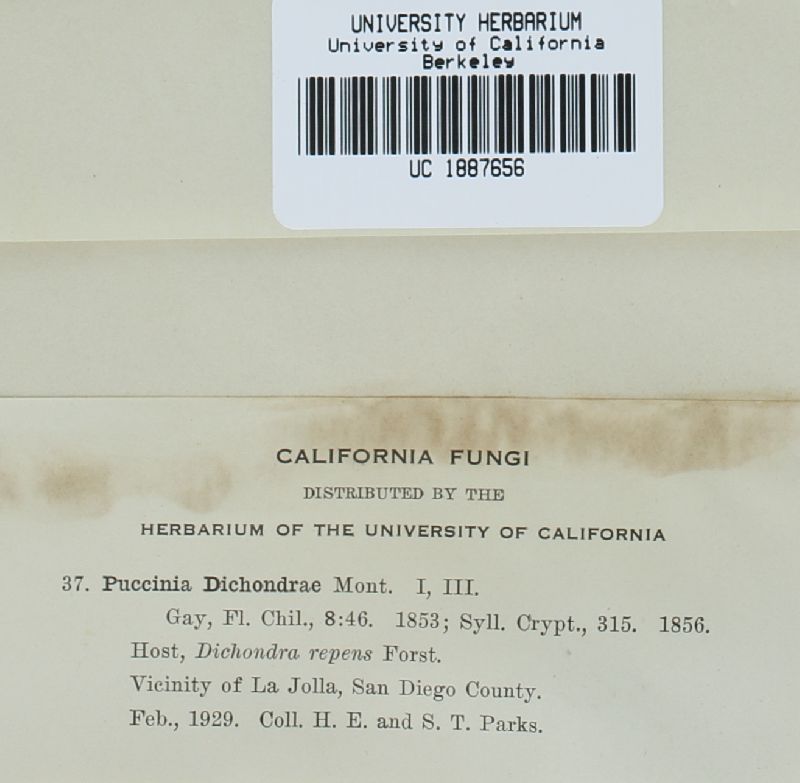 UNIVERSITY HERBARIUM
University of California
Berkeley
UC 1887656
CALIFORNIA FUNGI
DISTRIBUTED BY THE
HERBARIUM OF THE UNIVERSITY OF CALIFORNIA
37. Puccinia Dichondrae Mont. I, III.
Gay, Fl. Chil., 8:46. 1853; Syll. Crypt., 315. 1856.
Host, Dichondra repens Forst.
Vicinity of La Jolla, San Diego County.
Feb., 1929. Coll. H. E. and S. T. Parks.